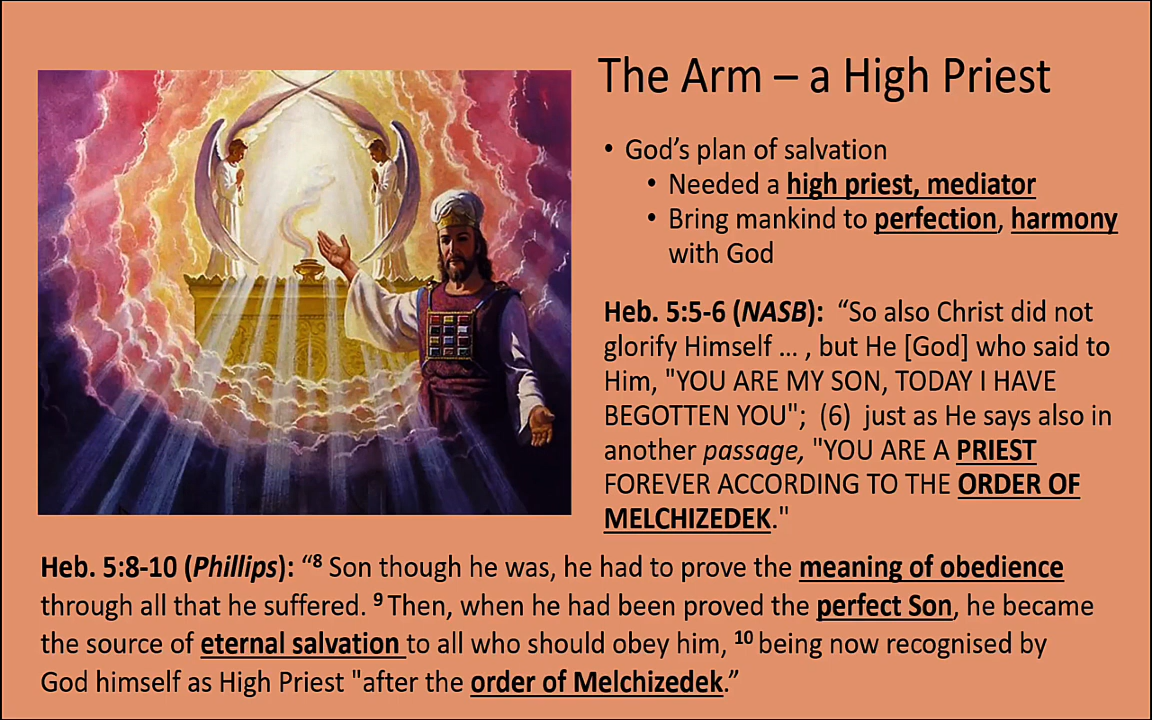 The Arm – a High Priest
• God's plan of salvation
• Needed a high priest, mediator
• Bring mankind to perfection, harmony
with God
Heb. 5:5-6 (NASB): “So also Christ did not
glorify Himself ... , but He [God] who said to
Him, "YOU ARE MY SON, TODAY I HAVE
BEGOTTEN YOU"; (6) just as He says also in
another passage, "YOU ARE A PRIEST
FOREVER ACCORDING TO THE ORDER OF
MELCHIZEDEK."
Heb. 5:8-10 (Phillips): “8 Son though he was, he had to prove the meaning of obedience
through all that he suffered. 9 Then, when he had been proved the perfect Son, he became
the source of eternal salvation to all who should obey him, 10 being now recognised by
God himself as High Priest "after the order of Melchizedek.”